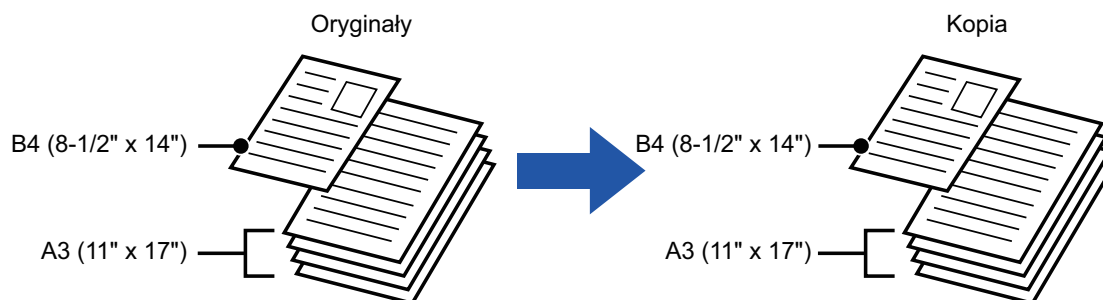 Oryginały
Kopia
B4 (8-1/2" x 14")
B4 (8-1/2" x 14")
A3 (11" x 17")
A3 (11" x 17")